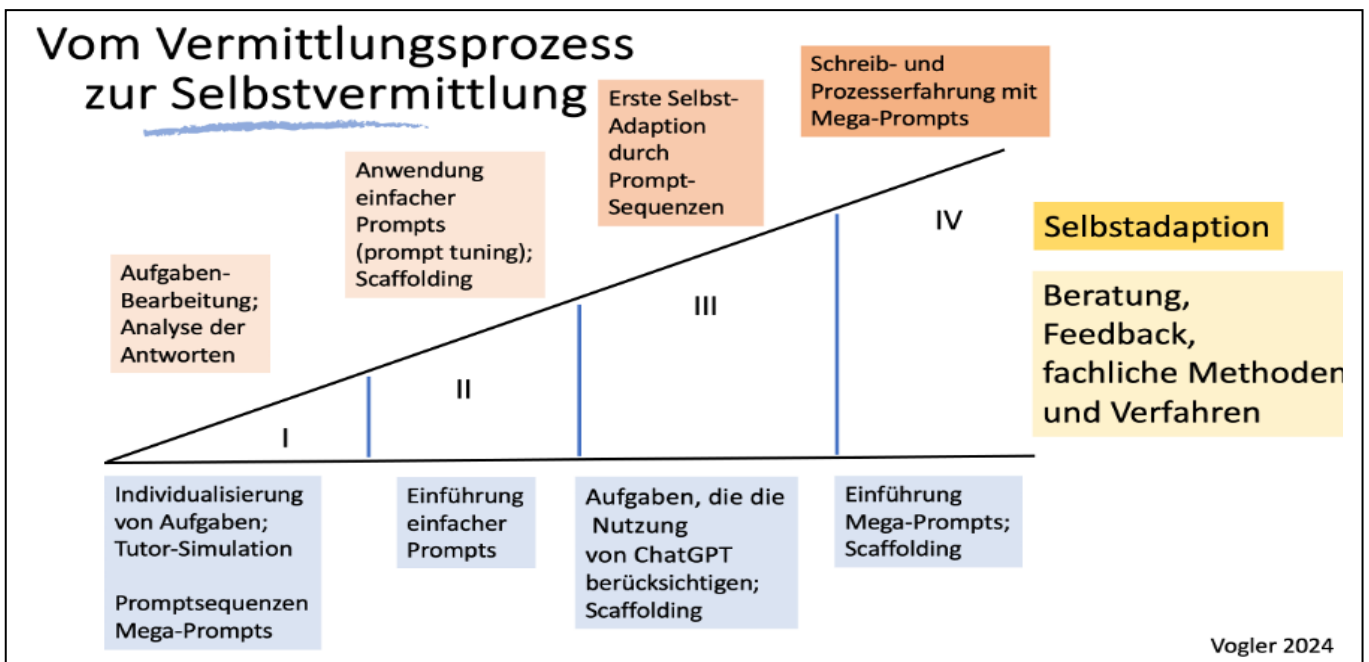 Vom Vermittlungsprozess
zur Selbstvermittlung
Aufgaben-
Bearbeitung;
Analyse der
Antworten
Anwendung
einfacher
Prompts
(prompt tuning);
Scaffolding
Erste Selbst-
Adaption
durch
Prompt-
Sequenzen
Schreib- und
Prozesserfahrung mit
Mega-Prompts
I
II
III
IV
Selbstadaption
Beratung,
Feedback,
fachliche Methoden
und Verfahren
Individualisierung
von Aufgaben;
Tutor-Simulation
Promptsequenzen
Mega-Prompts
Einführung
einfacher
Prompts
Aufgaben, die die
Nutzung
von ChatGPT
berücksichtigen;
Scaffolding
Einführung
Mega-Prompts;
Scaffolding
Vogler 2024